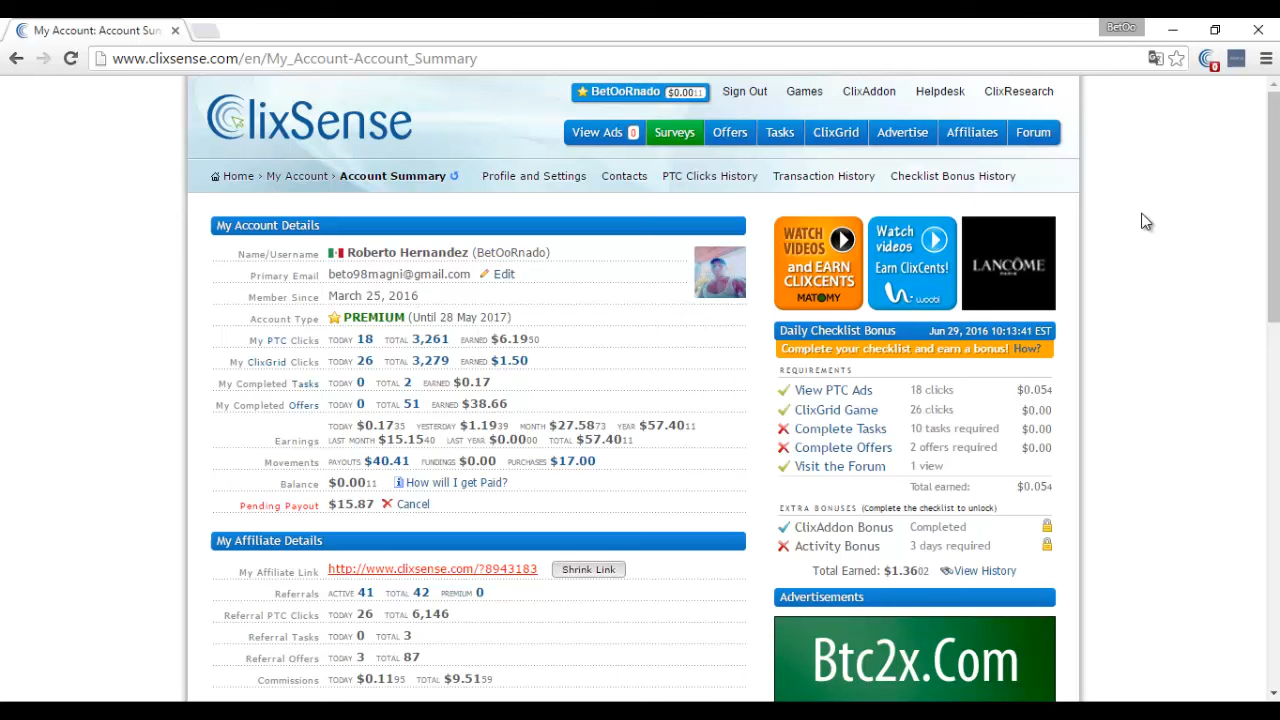 My Account: Account Sum
BetOo
www.clixsense.com/en/My_Account-Account_Summary
0
ClixSense
BetOoRnado $0.0011 Sign Out Games ClixAddon Helpdesk ClixResearch
View Ads 0 Surveys Offers Tasks ClixGrid Advertise Affiliates Forum
Home › My Account › Account Summary Profile and Settings Contacts PTC Clicks History Transaction History Checklist Bonus History
My Account Details
Name/Username Roberto Hernandez (BetOoRnado)
Primary Email beto98magni@gmail.com Edit
Member Since March 25, 2016
Account Type PREMIUM (Until 28 May 2017)
My PTC Clicks TODAY 18 TOTAL 3,261 EARNED $6.1950
My ClixGrid Clicks TODAY 26 TOTAL 3,279 EARNED $1.50
My Completed Tasks TODAY 0 TOTAL 2 EARNED $0.17
My Completed Offers TODAY 0 TOTAL 51 EARNED $38.66
TODAY $0.1735 YESTERDAY $1.1939 MONTH $27.5873 YEAR $57.4011
Earnings LAST MONTH $15.1540 LAST YEAR $0.0000 TOTAL $57.4011
Movements PAYOUTS $40.41 FUNDINGS $0.00 PURCHASES $17.00
Balance $0.0011 How will I get Paid?
Pending Payout $15.87 Cancel
My Affiliate Details
My Affiliate Link http://www.clixsense.com/?8943183 Shrink Link
Referrals ACTIVE 41 TOTAL 42 PREMIUM 0
Referral PTC Clicks TODAY 26 TOTAL 6,146
Referral Tasks TODAY 0 TOTAL 3
Referral Offers TODAY 3 TOTAL 87
Commissions TODAY $0.1195 TOTAL $9.5159
WATCH
VIDEOS
and EARN
CLIXCENTS
MATOMY
Watch
videos
Earn ClixCents!
woobi
LANCÔME
PARIS
Daily Checklist Bonus Jun 29, 2016 10:13:41 EST
Complete your checklist and earn a bonus! How?
REQUIREMENTS
View PTC Ads 18 clicks $0.054
ClixGrid Game 26 clicks $0.00
Complete Tasks 10 tasks required $0.00
Complete Offers 2 offers required $0.00
Visit the Forum 1 view
Total earned: $0.054
EXTRA BONUSES (Complete the checklist to unlock)
ClixAddon Bonus Completed
Activity Bonus 3 days required
Total Earned: $1.3602 View History
Advertisements
Btc2x.Com